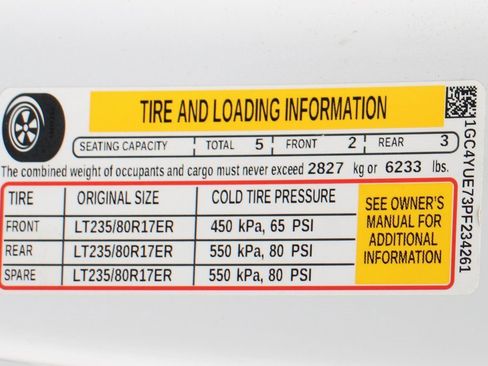 TIRE AND LOADING INFORMATION
SEATING CAPACITY TOTAL 5 FRONT 2 REAR 3
The combined weight of occupants and cargo must never exceed 2827 kg or 6233 lbs.
TIRE ORIGINAL SIZE COLD TIRE PRESSURE
FRONT LT235/80R17ER 450 kPa, 65 PSI
REAR LT235/80R17ER 550 kPa, 80 PSI
SPARE LT235/80R17ER 550 kPa, 80 PSI
SEE OWNER'S
MANUAL FOR
ADDITIONAL
INFORMATION
1GC4YUE73PF234261